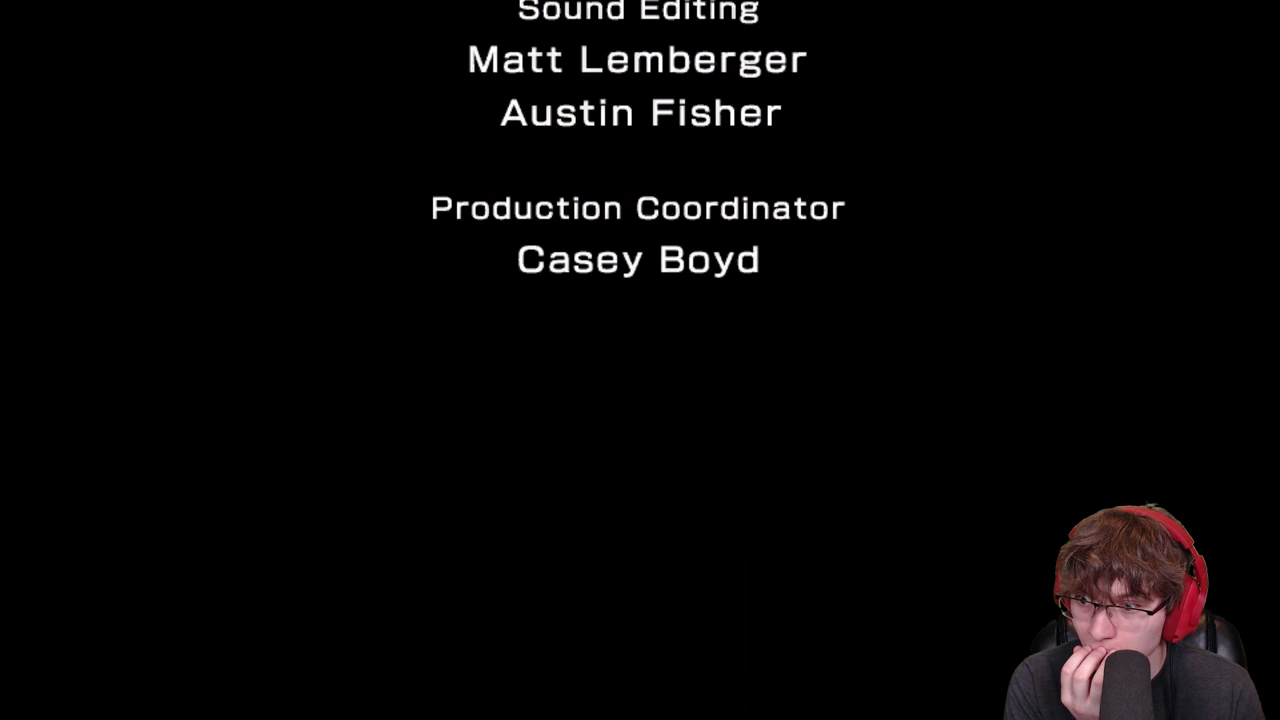 Sound Editing
Matt Lemberger
Austin Fisher
Production Coordinator
Casey Boyd